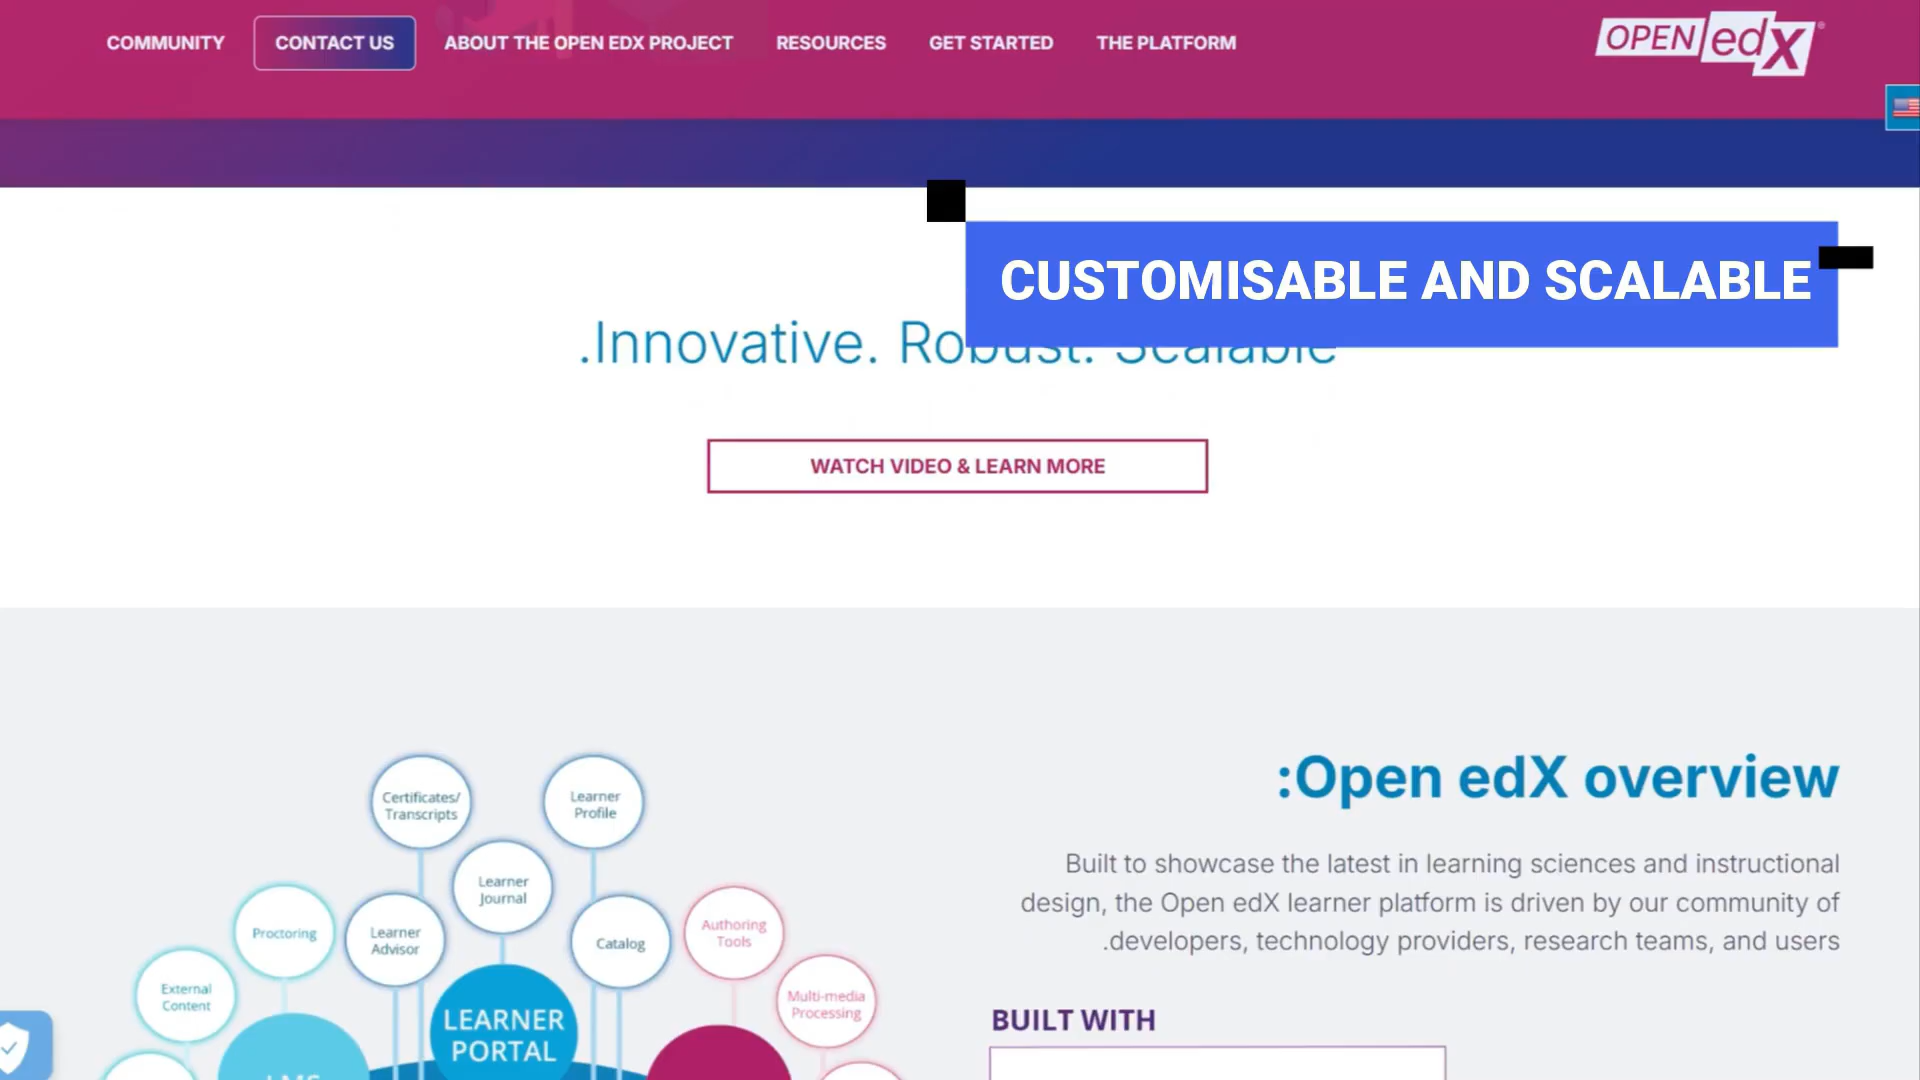 COMMUNITY
CONTACT US
ABOUT THE OPEN EDX PROJECT
RESOURCES
GET STARTED
THE PLATFORM
OPEN edX
CUSTOMISABLE AND SCALABLE
.Innovative. Robust. Scalable
WATCH VIDEO & LEARN MORE
:Open edX overview
Built to showcase the latest in learning sciences and instructional
design, the Open edX learner platform is driven by our community of
.developers, technology providers, research teams, and users
BUILT WITH
Certificates/
Transcripts
Learner
Profile
Learner
Journal
Proctoring
Learner
Advisor
Catalog
Authoring
Tools
External
Content
Multi-media
Processing
LEARNER
PORTAL
LMS